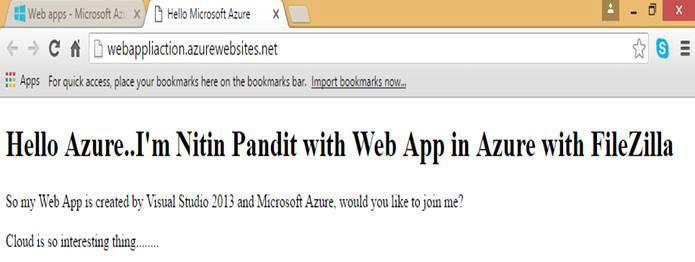 Web apps - Microsoft Az
Hello Microsoft Azure
webappliaction.azurewebsites.net
Apps For quick access, place your bookmarks here on the bookmarks bar. Import bookmarks now...
Hello Azure..I'm Nitin Pandit with Web App in Azure with FileZilla
So my Web App is created by Visual Studio 2013 and Microsoft Azure, would you like to join me?
Cloud is so interesting thing........